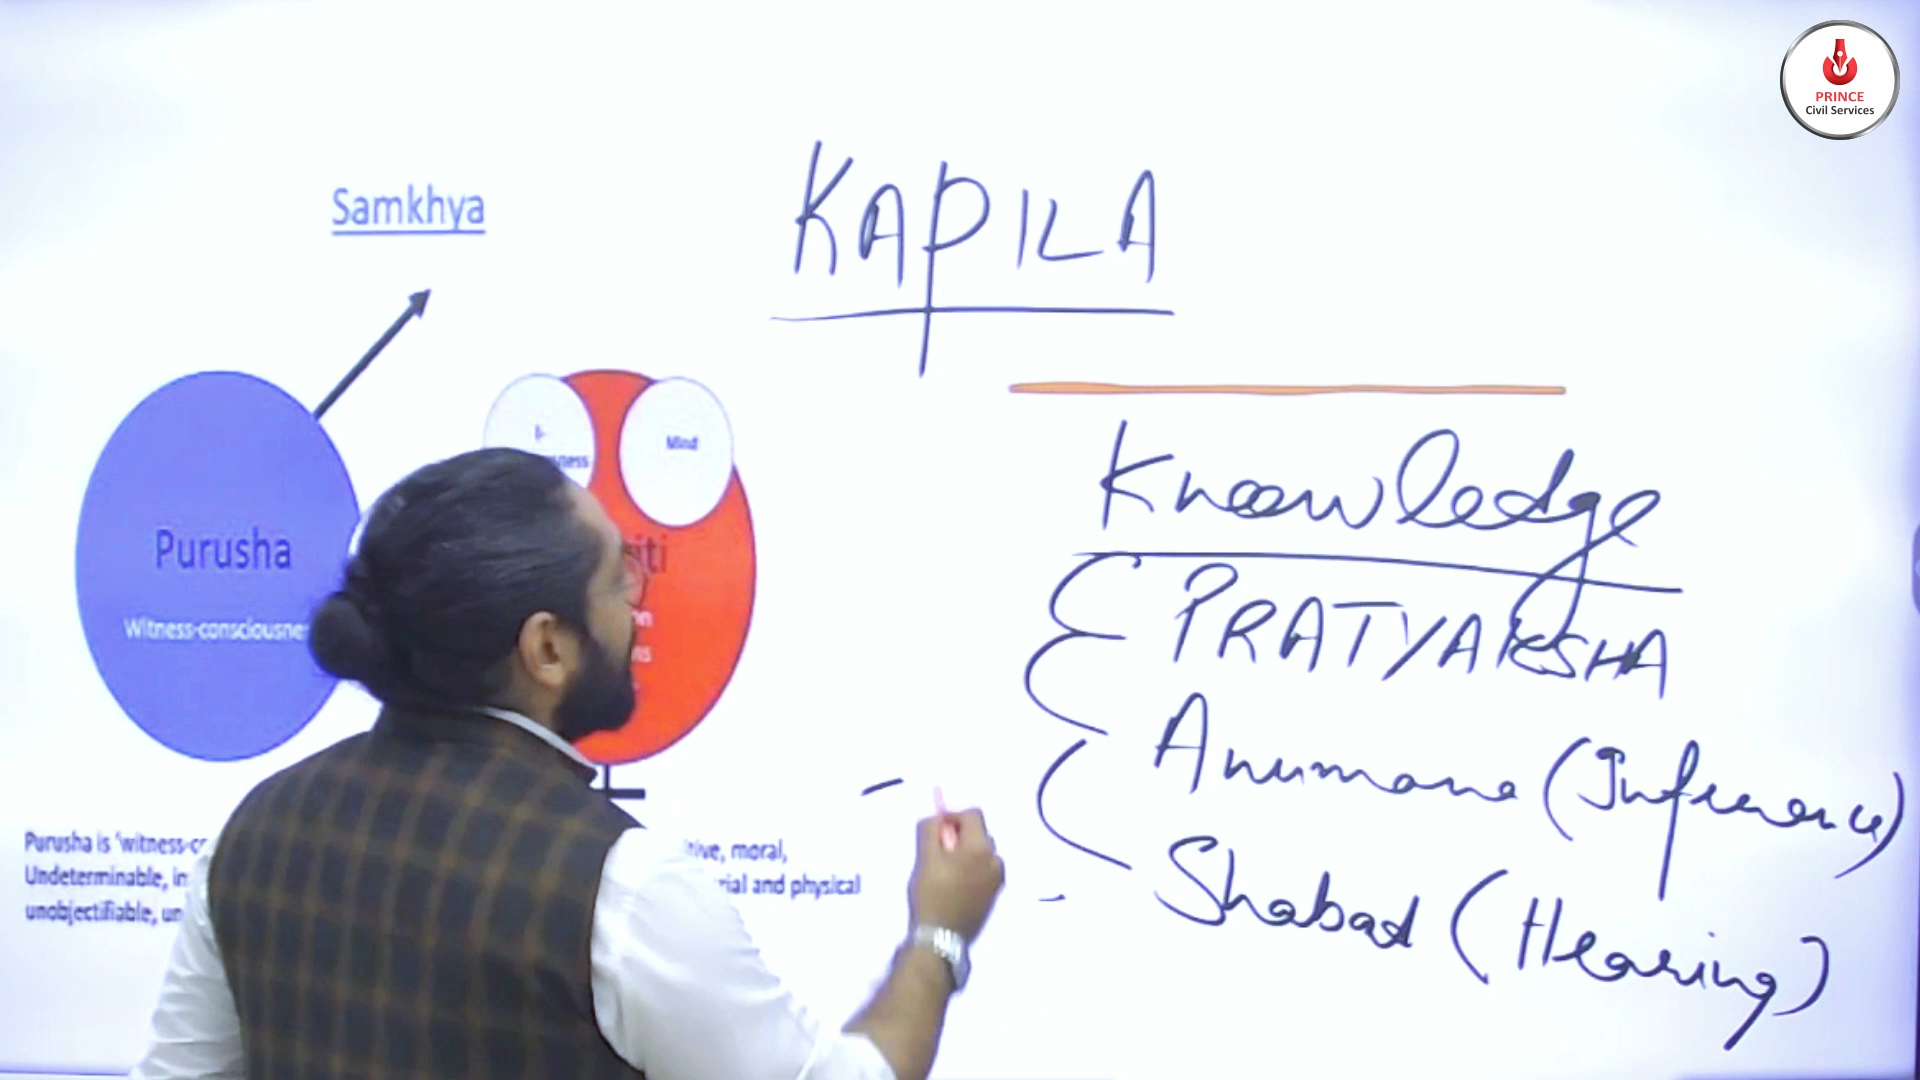 PRINCE
Civil Services
Samkhya
KAPILA
Mind
Purusha
Witness-consciousne
Knowledge
PRATYAKSHA
Anumana (Inference)
Shabad (Hearing)
Purusha is 'witness-c
Undeterminable, in
unobjectifiable, un
tive, moral,
rial and physical